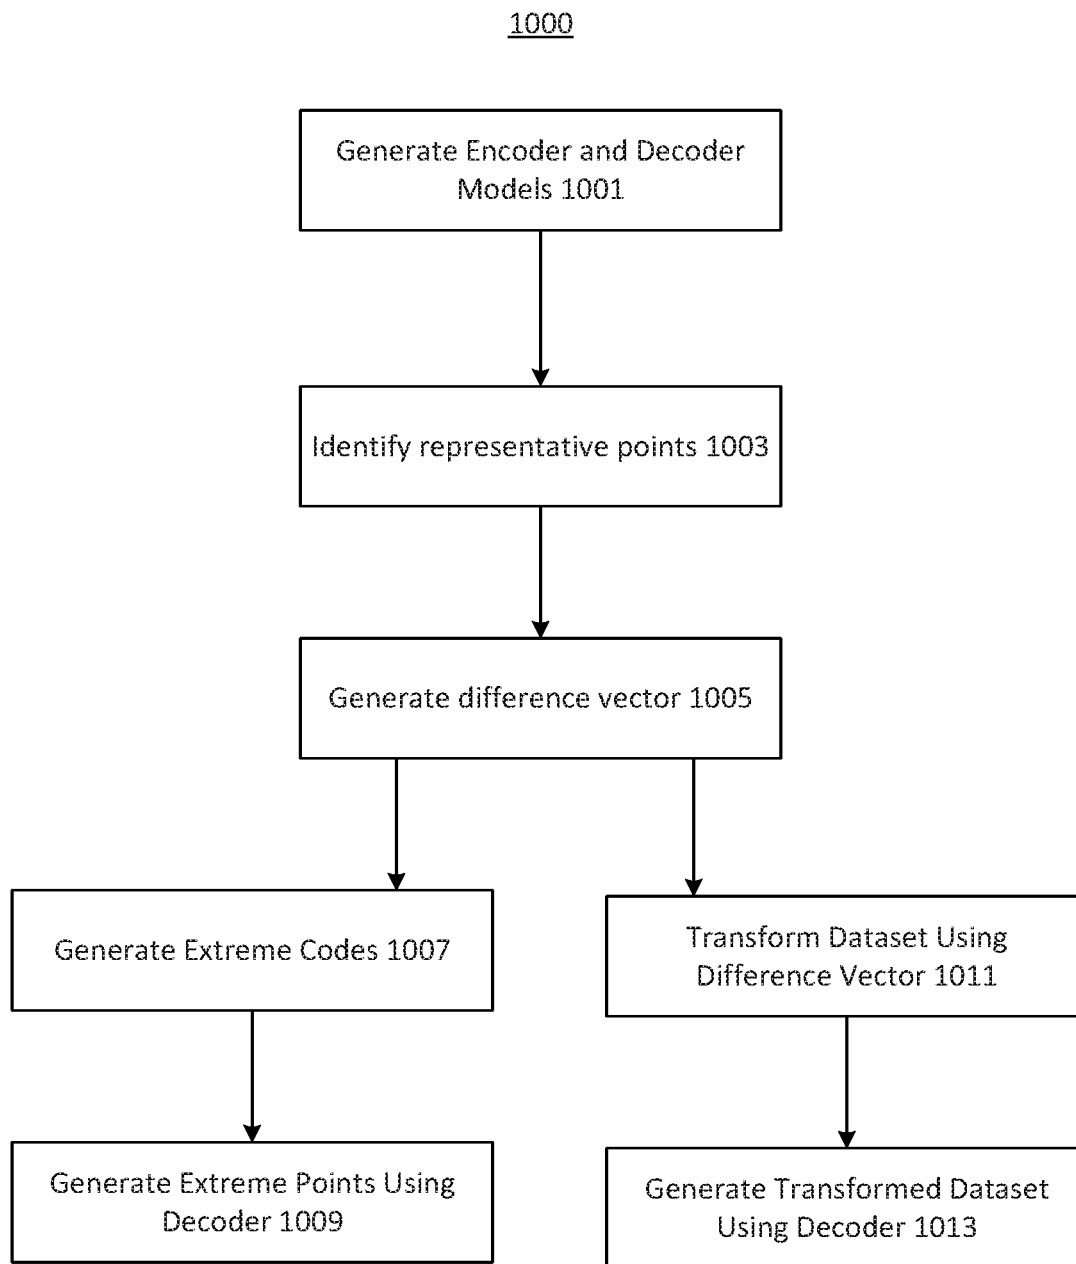 1000
Generate Encoder and Decoder
Models 1001
Identify representative points 1003
Generate difference vector 1005
Generate Extreme Codes 1007
Transform Dataset Using
Difference Vector 1011
Generate Extreme Points Using
Decoder 1009
Generate Transformed Dataset
Using Decoder 1013